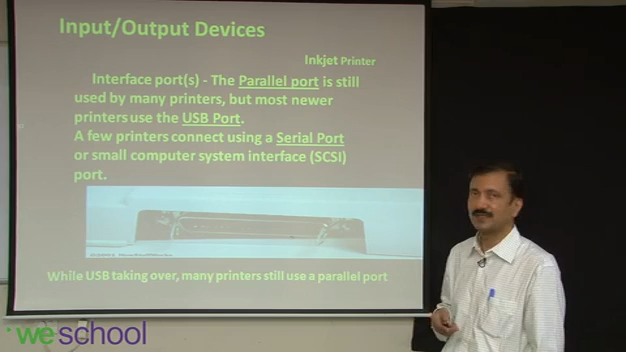 Input/Output Devices
Inkjet Printer
Interface port(s) - The Parallel port is still
used by many printers, but most newer
printers use the USB Port.
A few printers connect using a Serial Port
or small computer system interface (SCSI)
port.
While USB taking over, many printers still use a parallel port
weschool